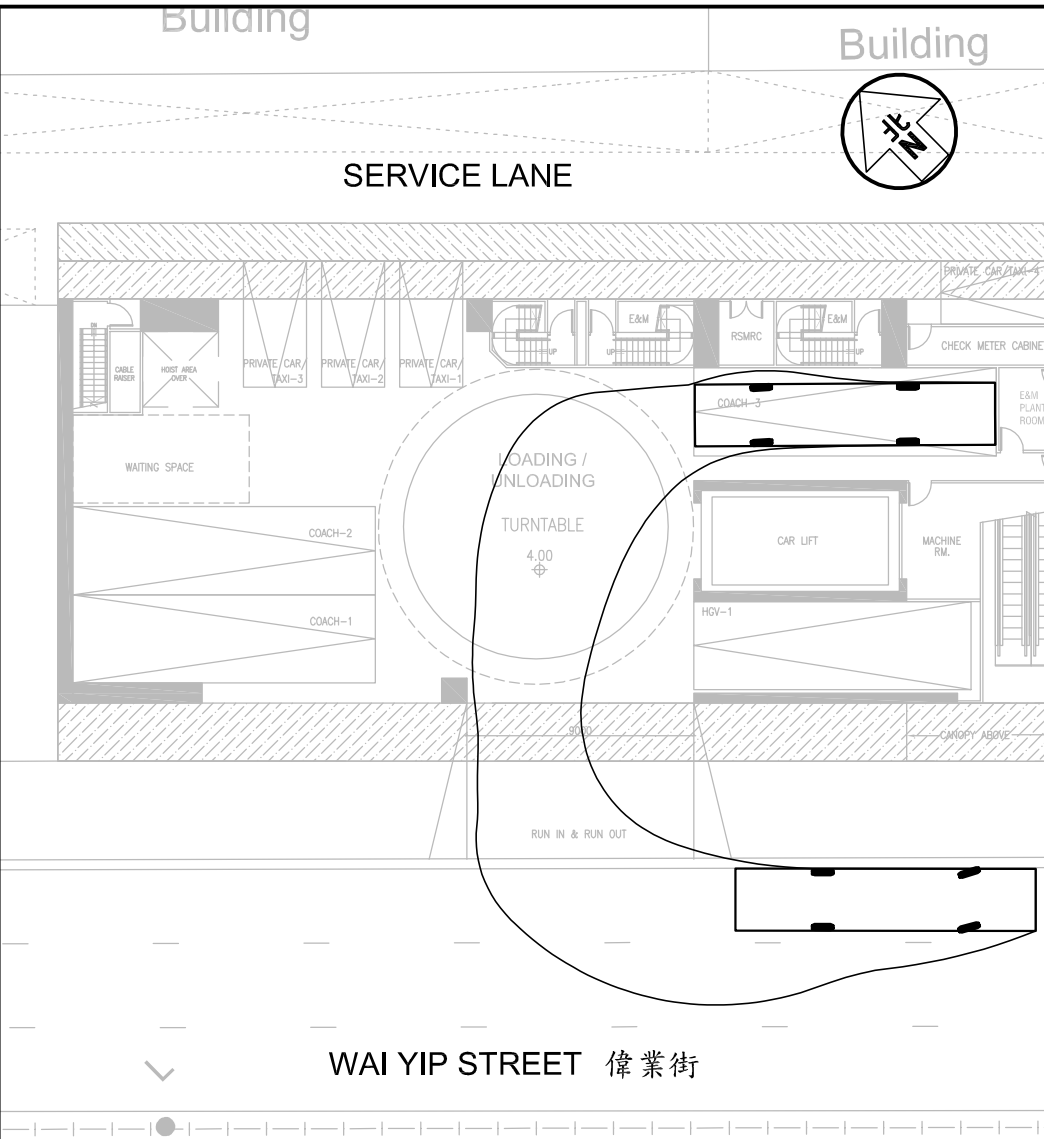 Building
Building
北
N
SERVICE LANE
PRIVATE CAR/TAXI-4
DN
CABLE
RAISER
HOIST AREA
OVER
PRIVATE CAR/
TAXI-3
PRIVATE CAR/
TAXI-2
PRIVATE CAR/
TAXI-1
UP
E&M
UP
RSMRC
E&M
UP
CHECK METER CABINET
E&M
PLANT
ROOM
COACH-3
WAITING SPACE
LOADING /
UNLOADING
TURNTABLE
4.00
COACH-2
CAR LIFT
MACHINE
RM.
COACH-1
HGV-1
9000
CANOPY ABOVE
RUN IN & RUN OUT
WAI YIP STREET 偉業街